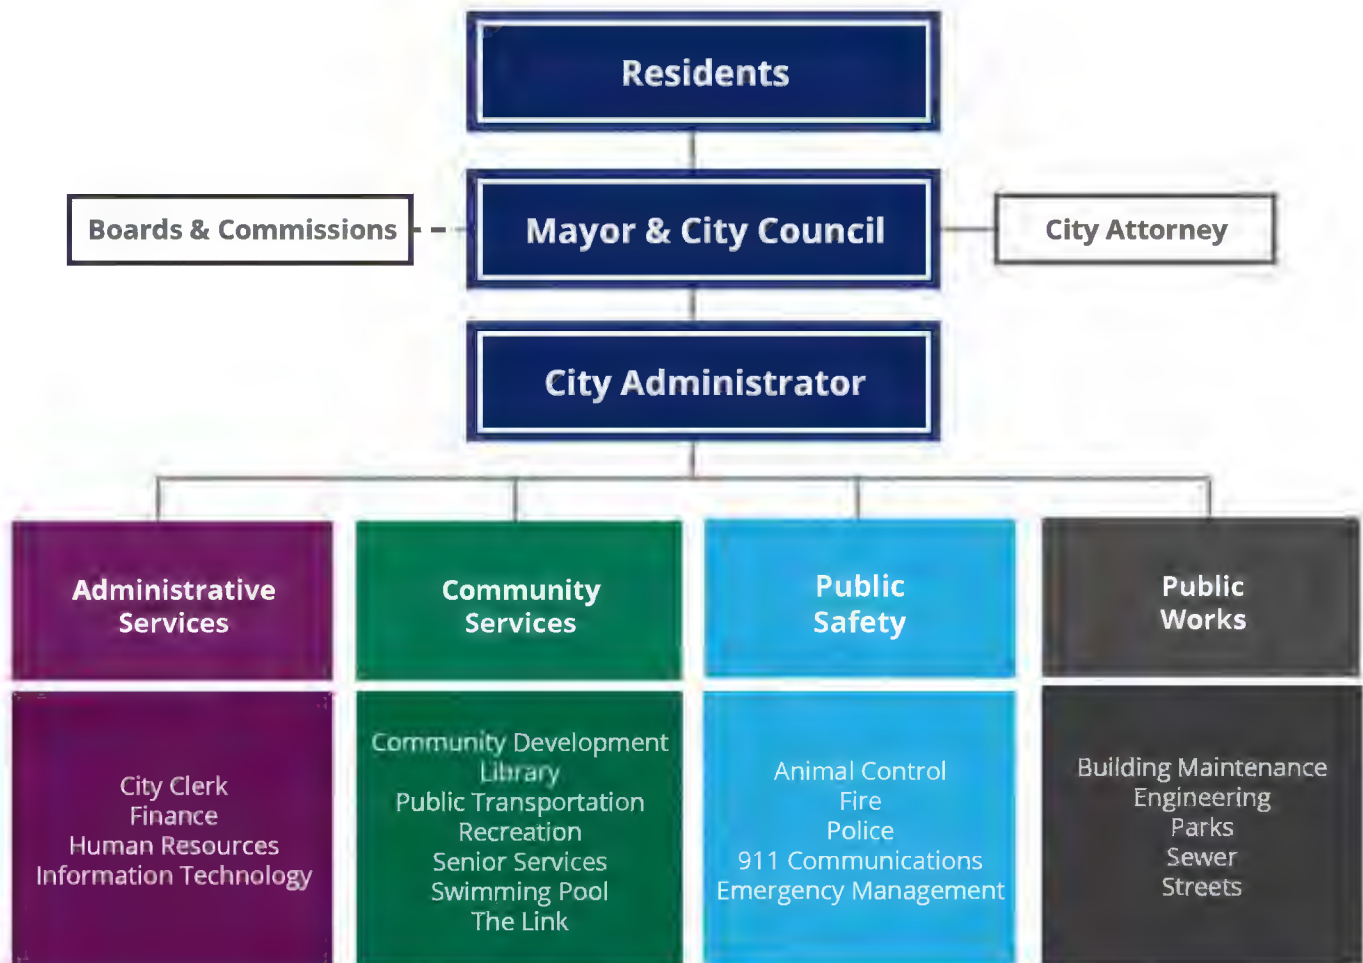 Residents
Boards & Commissions
Mayor & City Council
City Attorney
City Administrator
Administrative
Services
Community
Services
Public
Safety
Public
Works
City Clerk
Finance
Human Resources
Information Technology
Community Development
Library
Public Transportation
Recreation
Senior Services
Swimming Pool
The Link
Animal Control
Fire
Police
911 Communications
Emergency Management
Building Maintenance
Engineering
Parks
Sewer
Streets